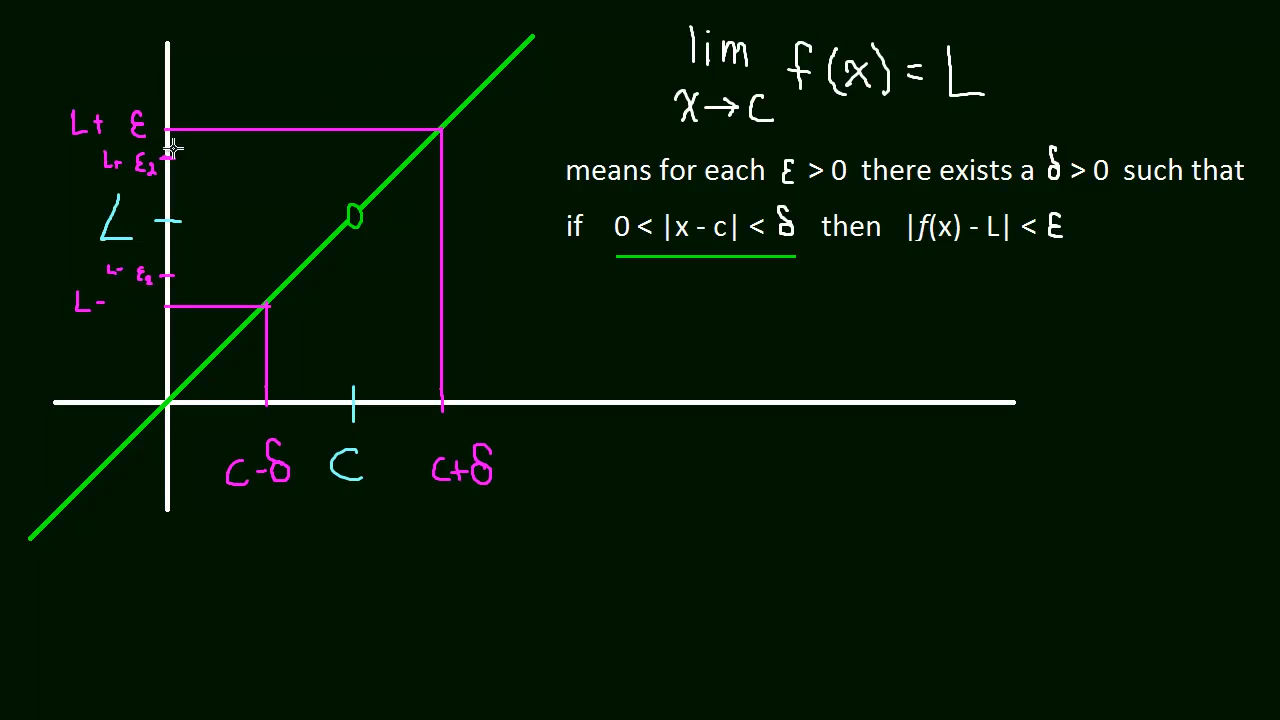 lim f(x) = L
x→c
means for each ε > 0 there exists a δ > 0 such that
if 0 < |x - c| < δ then |f(x) - L| < ε
L+ ε
L+ ε₂
L
L- ε₂
L-
c-δ c c+δ